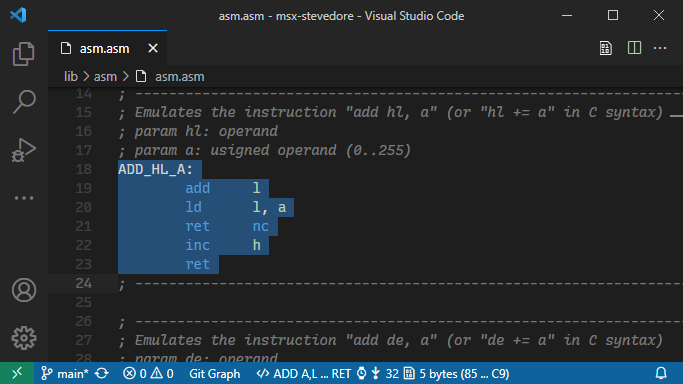 asm.asm - msx-stevedore - Visual Studio Code
asm.asm
lib > asm > asm.asm
14 ; --------------------------------------------------------------------
15 ; Emulates the instruction "add hl, a" (or "hl += a" in C syntax)
16 ; param hl: operand
17 ; param a: usigned operand (0..255)
18 ADD_HL_A:
19 add l
20 ld l, a
21 ret nc
22 inc h
23 ret
24 ; --------------------------------------------------------------------
25
26 ; --------------------------------------------------------------------
27 ; Emulates the instruction "add de, a" (or "de += a" in C syntax)
28 ; param de: operand
main* 0 0 Git Graph </> ADD A,L ... RET 32 5 bytes (85 ... C9)